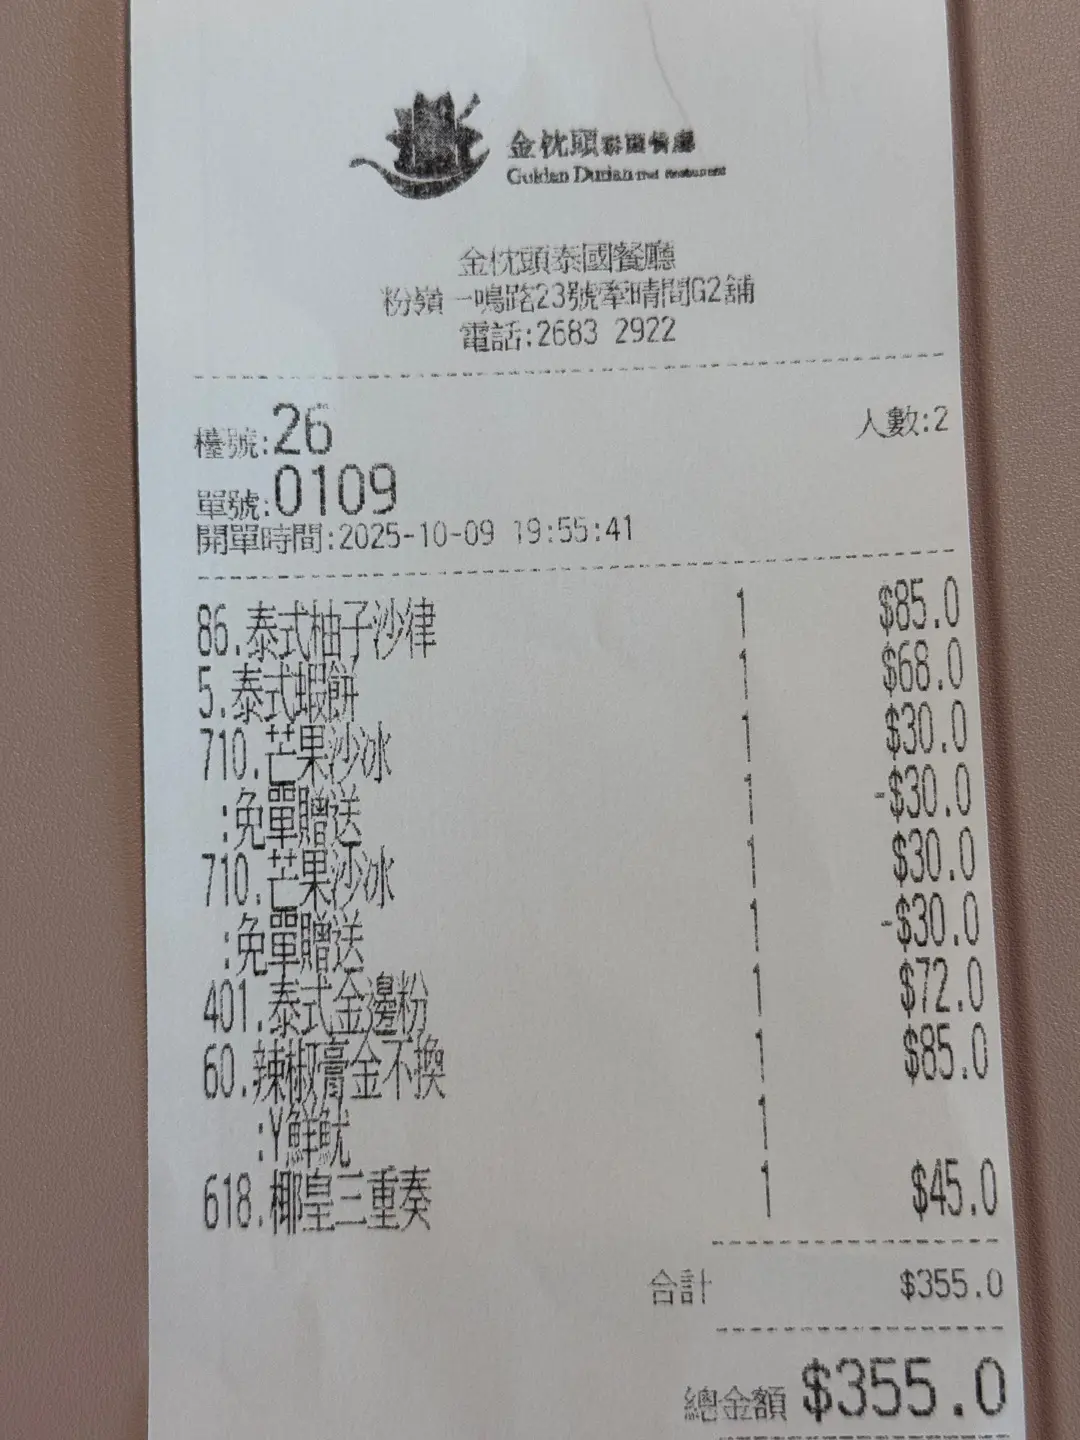 金枕頭泰國餐廳
Golden Durian Thai Restaurant
金枕頭泰國餐廳
粉嶺一鳴路23號牽晴間G2舖
電話:2683 2922
檯號:26 人數:2
單號:0109
開單時間:2025-10-09 19:55:41
86.泰式柚子沙律 1 $85.0
5.泰式蝦餅 1 $68.0
710.芒果沙冰 1 $30.0
:免單贈送 1 -$30.0
710.芒果沙冰 1 $30.0
:免單贈送 1 -$30.0
401.泰式金邊粉 1 $72.0
60.辣椒膏金不換 1 $85.0
:Y鮮魷 1
618.椰皇三重奏 1 $45.0
合計 $355.0
總金額 $355.0